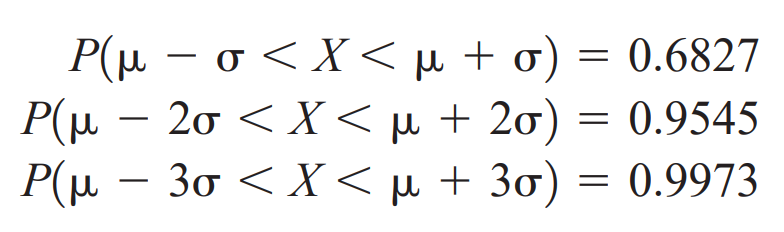 P(μ − σ < X < μ + σ) = 0.6827
P(μ − 2σ < X < μ + 2σ) = 0.9545
P(μ − 3σ < X < μ + 3σ) = 0.9973